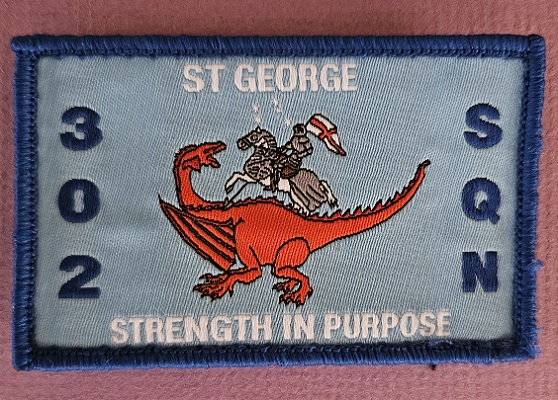 ST GEORGE
302
SQN
STRENGTH IN PURPOSE